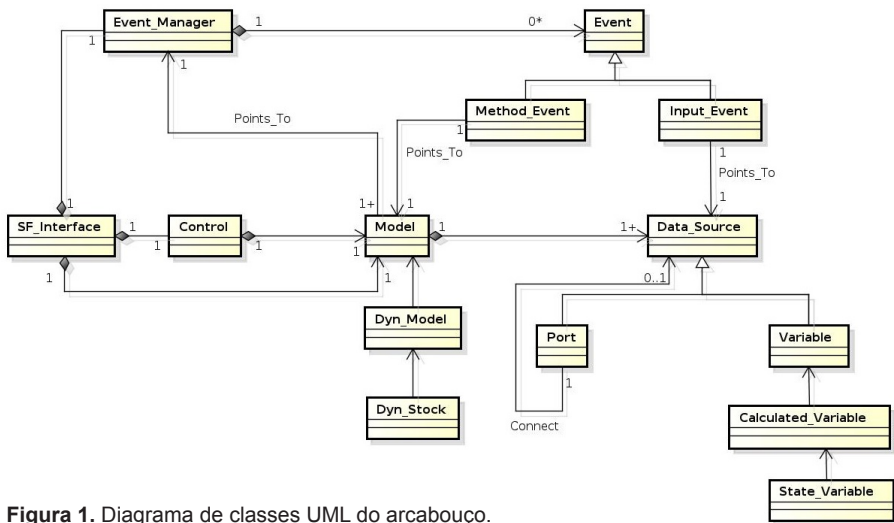 Event_Manager
1
0*
Event
1
1
Method_Event
Input_Event
Points_To
1
Points_To
1
Points_To
1+
1
1
SF_Interface
1
1
Control
1
1
Model
1
1+
Data_Source
1
1
1
0..1
Dyn_Model
Port
Variable
1
Dyn_Stock
Calculated_Variable
Connect
State_Variable
Figura 1. Diagrama de classes UML do arcabouço.